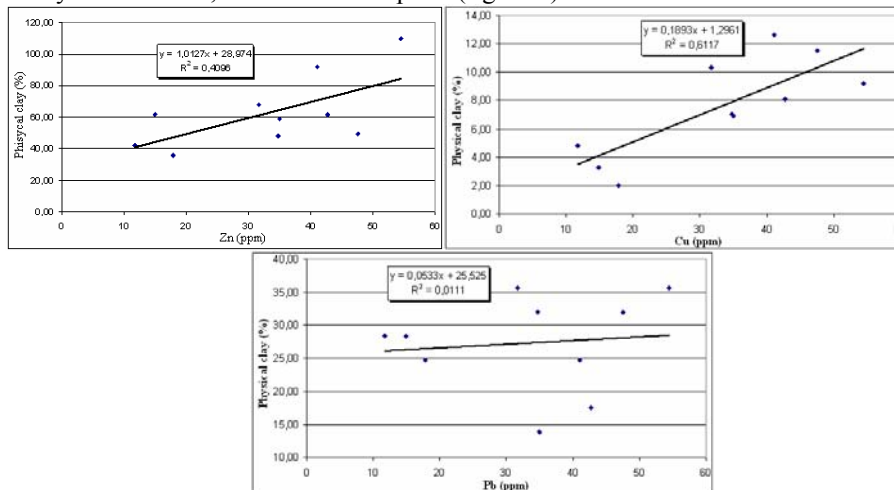 120,00
100,00
80,00
60,00
40,00
20,00
0,00
Phisycal clay (%)
y = 1,0127x + 28,974
R² = 0,4096
0 10 20 30 40 50 60
Zn (ppm)
14,00
12,00
10,00
8,00
6,00
4,00
2,00
0,00
Physical clay (%)
y = 0,1893x + 1,2961
R² = 0,6117
0 10 20 30 40 50
Cu (ppm)
40,00
35,00
30,00
25,00
20,00
15,00
10,00
Physical clay (%)
y = 0,0533x + 25,525
R² = 0,0111
0 10 20 30 40 50 60
Pb (ppm)